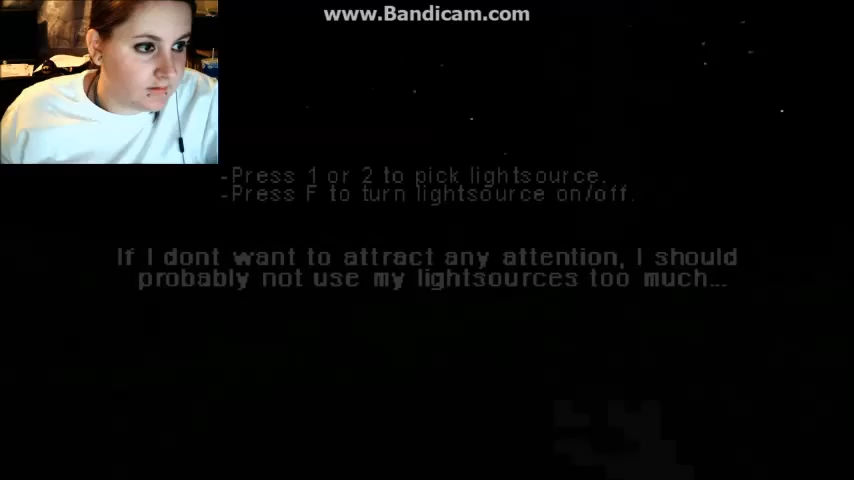 www.Bandicam.com
-Press 1 or 2 to pick lightsource.
-Press F to turn lightsource on/off.
If I dont want to attract any attention, I should
probably not use my lightsources too much...